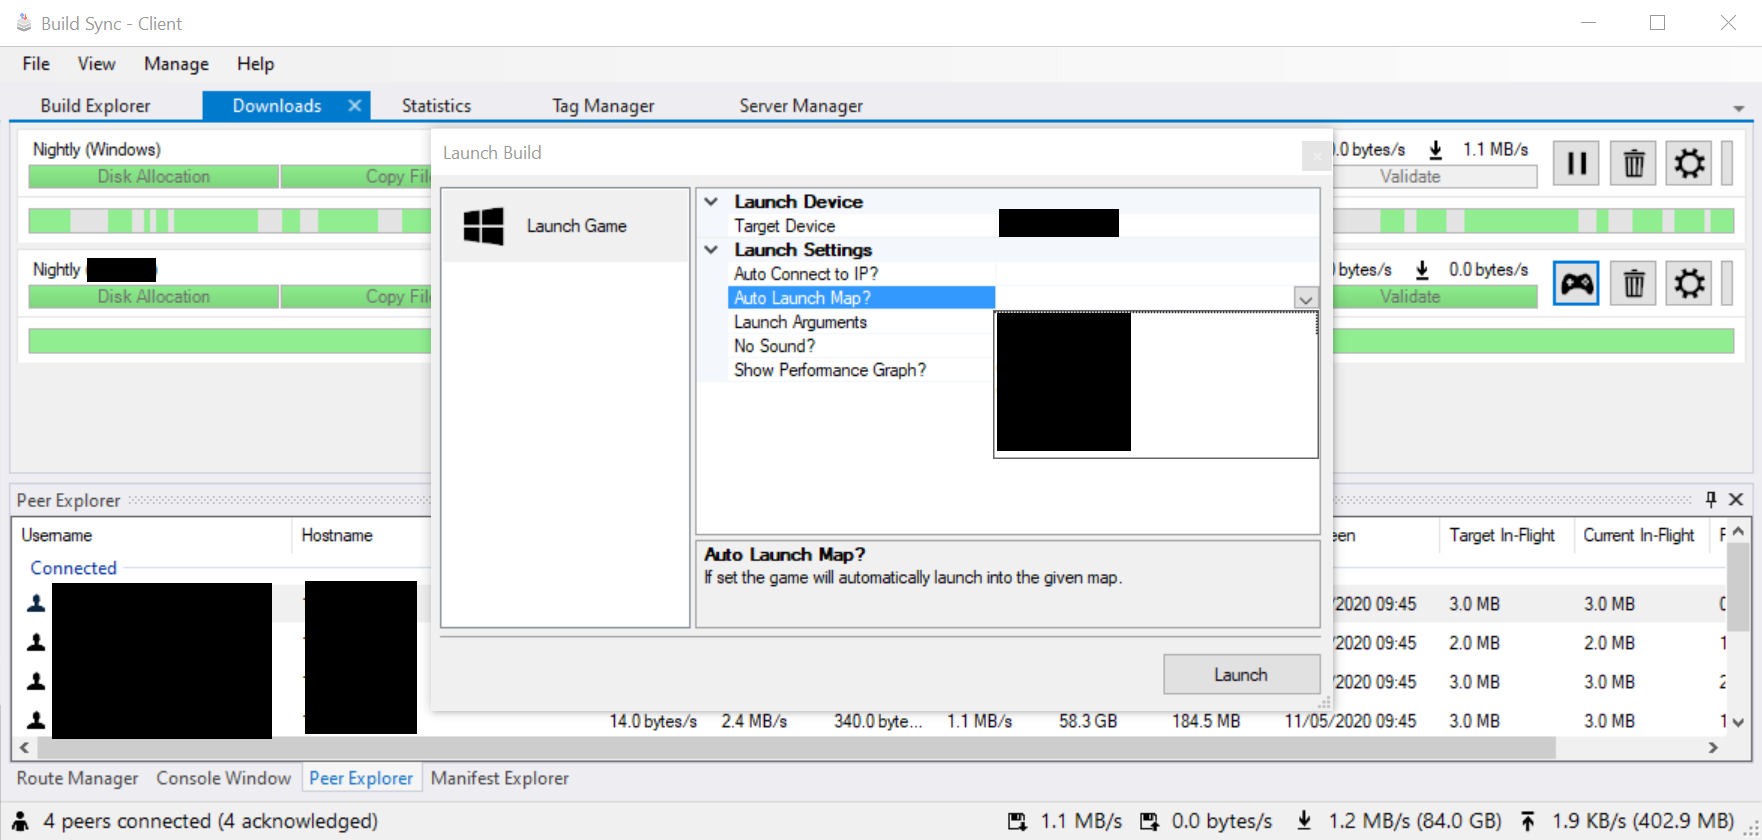 Build Sync - Client
File View Manage Help
Build Explorer Downloads Statistics Tag Manager Server Manager
Nightly (Windows)
Disk Allocation Copy
.0 bytes/s 1.1 MB/s
Validate
Nightly (
Disk Allocation Copy
bytes/s 0.0 bytes/s
Validate
Launch Build
Launch Game
Launch Device
Target Device
Launch Settings
Auto Connect to IP?
Auto Launch Map?
Launch Arguments
No Sound?
Show Performance Graph?
Auto Launch Map?
If set the game will automatically launch into the given map.
Launch
Peer Explorer
Username Hostname Target In-Flight Current In-Flight
Connected
/2020 09:45 3.0 MB 3.0 MB
/2020 09:45 2.0 MB 2.0 MB
/2020 09:45 3.0 MB 3.0 MB
14.0 bytes/s 2.4 MB/s 340.0 byte... 1.1 MB/s 58.3 GB 184.5 MB 11/05/2020 09:45 3.0 MB 3.0 MB
Route Manager Console Window Peer Explorer Manifest Explorer
4 peers connected (4 acknowledged) 1.1 MB/s 0.0 bytes/s 1.2 MB/s (84.0 GB) 1.9 KB/s (402.9 MB)